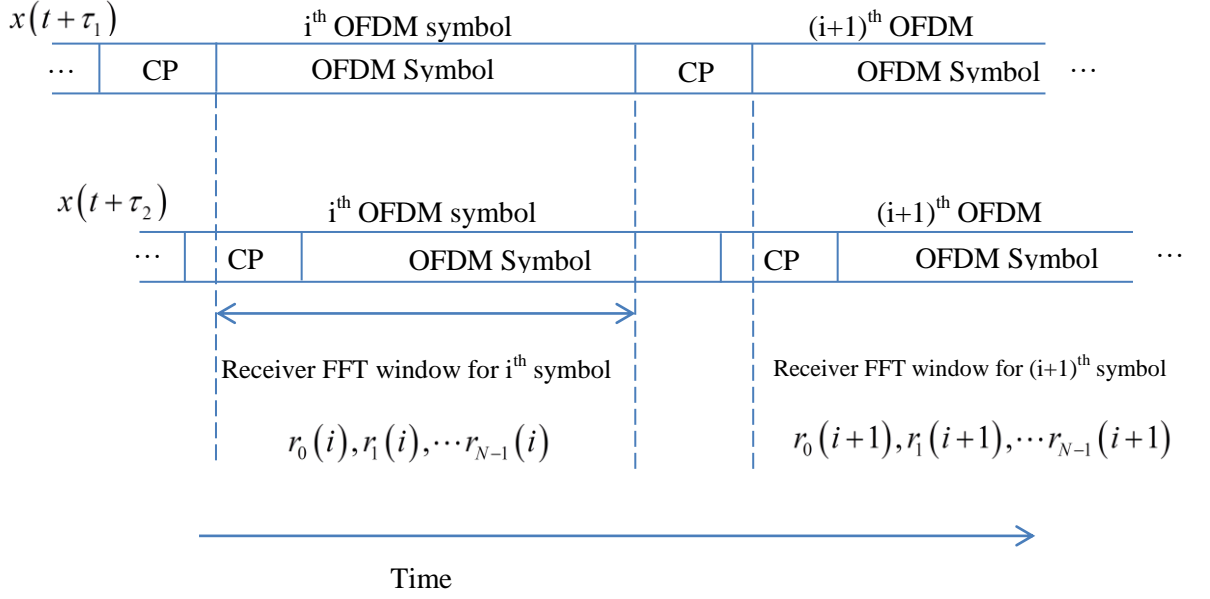 x(t + τ₁) iᵗʰ OFDM symbol (i+1)ᵗʰ OFDM
⋯ CP OFDM Symbol CP OFDM Symbol ⋯
x(t + τ₂) iᵗʰ OFDM symbol (i+1)ᵗʰ OFDM
⋯ CP OFDM Symbol CP OFDM Symbol ⋯
Receiver FFT window for iᵗʰ symbol Receiver FFT window for (i+1)ᵗʰ symbol
r₀(i), r₁(i), ⋯ r_{N−1}(i) r₀(i+1), r₁(i+1), ⋯ r_{N−1}(i+1)
Time